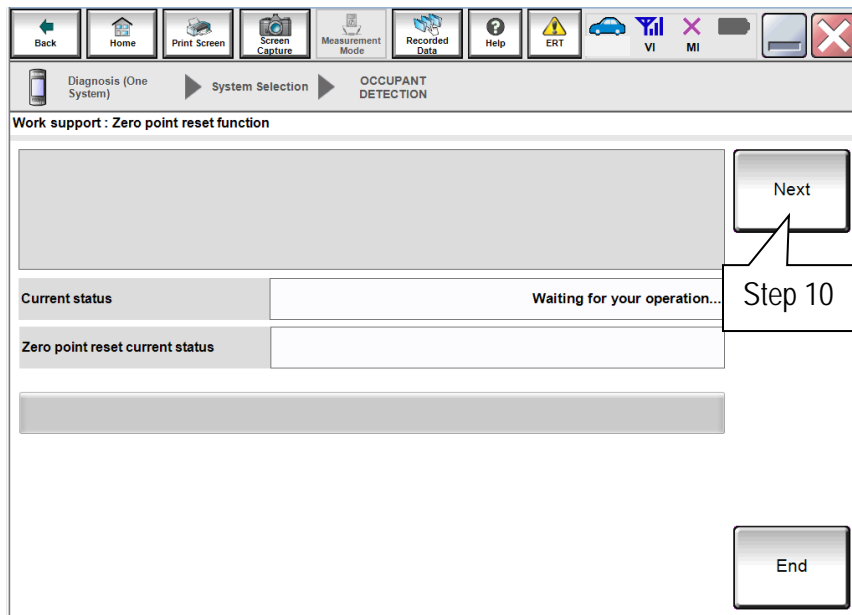 Back
Home
Print Screen
Screen
Capture
Measurement
Mode
Recorded
Data
Help
ERT
VI
MI
Diagnosis (One
System)
System Selection
OCCUPANT
DETECTION
Work support : Zero point reset function
Next
Step 10
Current status
Waiting for your operation...
Zero point reset current status
End